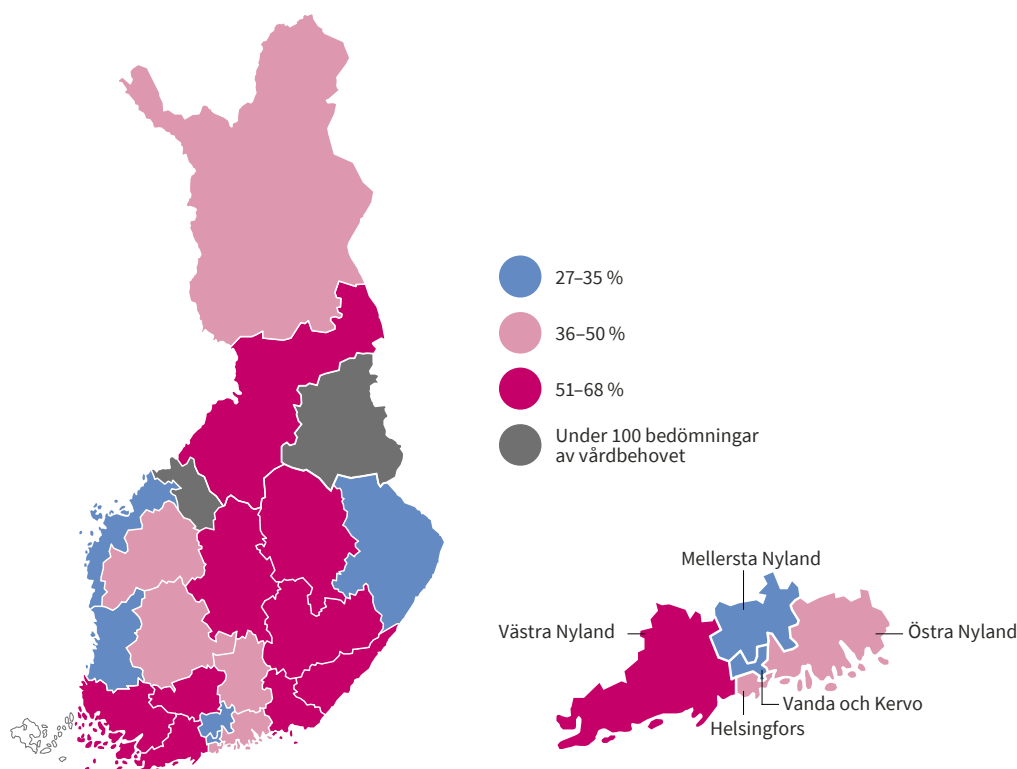 27–35 %
36–50 %
51–68 %
Under 100 bedömningar
av vårdbehovet
Mellersta Nyland
Västra Nyland
Östra Nyland
Vanda och Kervo
Helsingfors